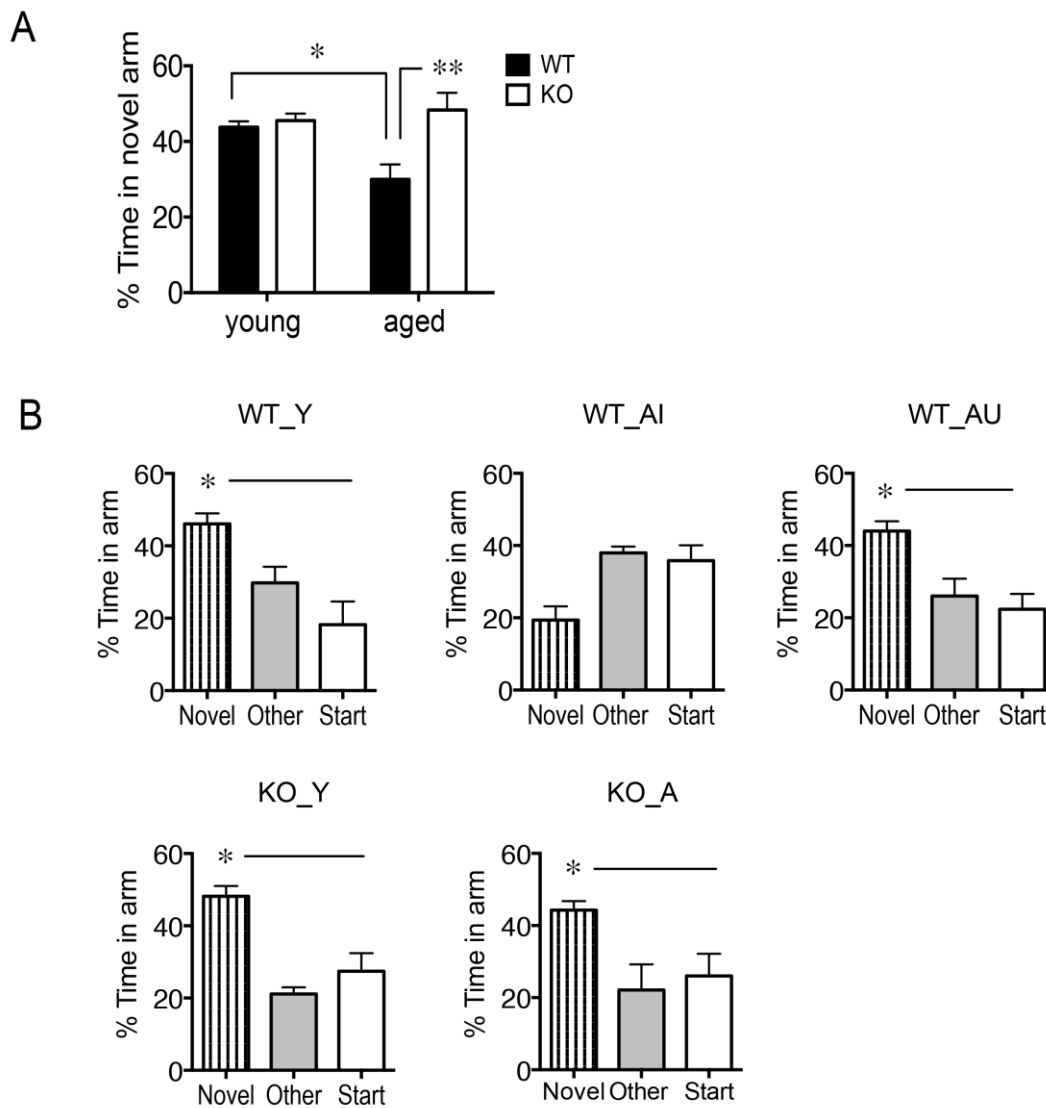 A
% Time in novel arm
60
40
20
0
*
**
WT
KO
young aged
B
WT_Y
% Time in arm
60
40
20
0
*
Novel Other Start
WT_AI
% Time in arm
60
40
20
0
Novel Other Start
WT_AU
% Time in arm
60
40
20
0
*
Novel Other Start
KO_Y
% Time in arm
60
40
20
0
*
Novel Other Start
KO_A
% Time in arm
60
40
20
0
*
Novel Other Start